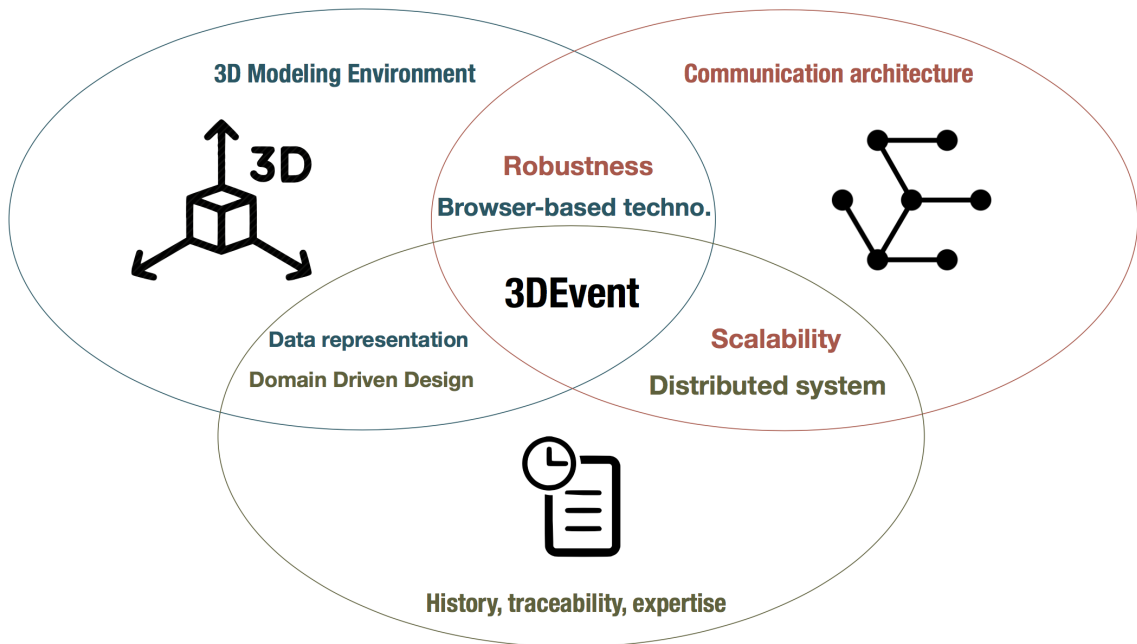 3D Modeling Environment
Communication architecture
3D
Robustness
Browser-based techno.
3DEvent
Data representation
Domain Driven Design
Scalability
Distributed system
History, traceability, expertise